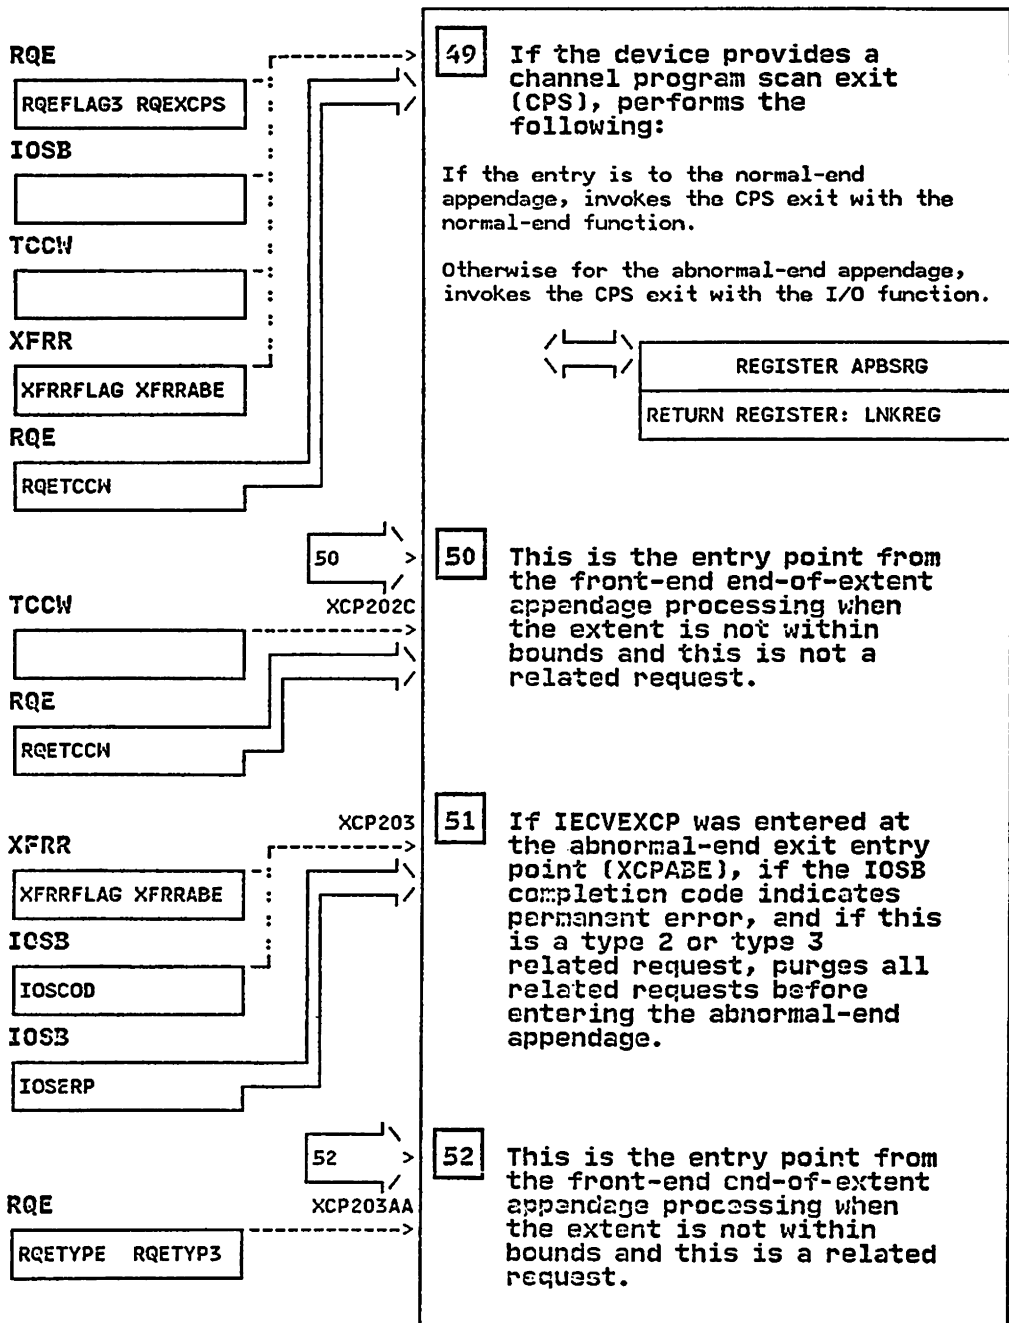 RQE
RQEFLAG3 RQEXCPS
IOSB
TCCW
XFRR
XFRRFLAG XFRRABE
RQE
RQETCCW
49 If the device provides a
channel program scan exit
(CPS), performs the
following:
If the entry is to the normal-end
appendage, invokes the CPS exit with the
normal-end function.
Otherwise for the abnormal-end appendage,
invokes the CPS exit with the I/O function.
REGISTER APBSRG
RETURN REGISTER: LNKREG
50
XCP202C
TCCW
RQE
RQETCCW
50 This is the entry point from
the front-end end-of-extent
appendage processing when
the extent is not within
bounds and this is not a
related request.
XCP203
XFRR
XFRRFLAG XFRRABE
IOSB
IOSCOD
IOSB
IOSERP
51 If IECVEXCP was entered at
the abnormal-end exit entry
point (XCPABE), if the IOSB
completion code indicates
permanent error, and if this
is a type 2 or type 3
related request, purges all
related requests before
entering the abnormal-end
appendage.
52
XCP203AA
RQE
RQETYPE RQETYP3
52 This is the entry point from
the front-end end-of-extent
appendage processing when
the extent is not within
bounds and this is a related
request.